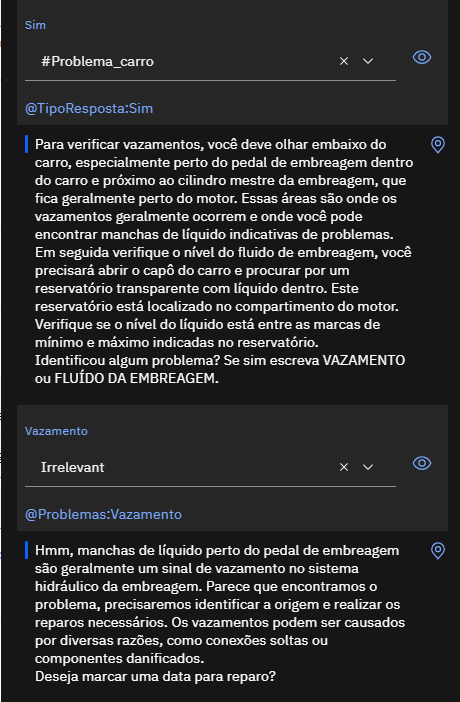 Sim
#Problema_carro
@TipoResposta:Sim
Para verificar vazamentos, você deve olhar embaixo do
carro, especialmente perto do pedal de embreagem dentro
do carro e próximo ao cilindro mestre da embreagem, que
fica geralmente perto do motor. Essas áreas são onde os
vazamentos geralmente ocorrem e onde você pode
encontrar manchas de líquido indicativas de problemas.
Em seguida verifique o nível do fluido de embreagem, você
precisará abrir o capô do carro e procurar por um
reservatório transparente com líquido dentro. Este
reservatório está localizado no compartimento do motor.
Verifique se o nível do líquido está entre as marcas de
mínimo e máximo indicadas no reservatório.
Identificou algum problema? Se sim escreva VAZAMENTO
ou FLUÍDO DA EMBREAGEM.
Vazamento
Irrelevant
@Problemas:Vazamento
Hmm, manchas de líquido perto do pedal de embreagem
são geralmente um sinal de vazamento no sistema
hidráulico da embreagem. Parece que encontramos o
problema, precisaremos identificar a origem e realizar os
reparos necessários. Os vazamentos podem ser causados
por diversas razões, como conexões soltas ou
componentes danificados.
Deseja marcar uma data para reparo?